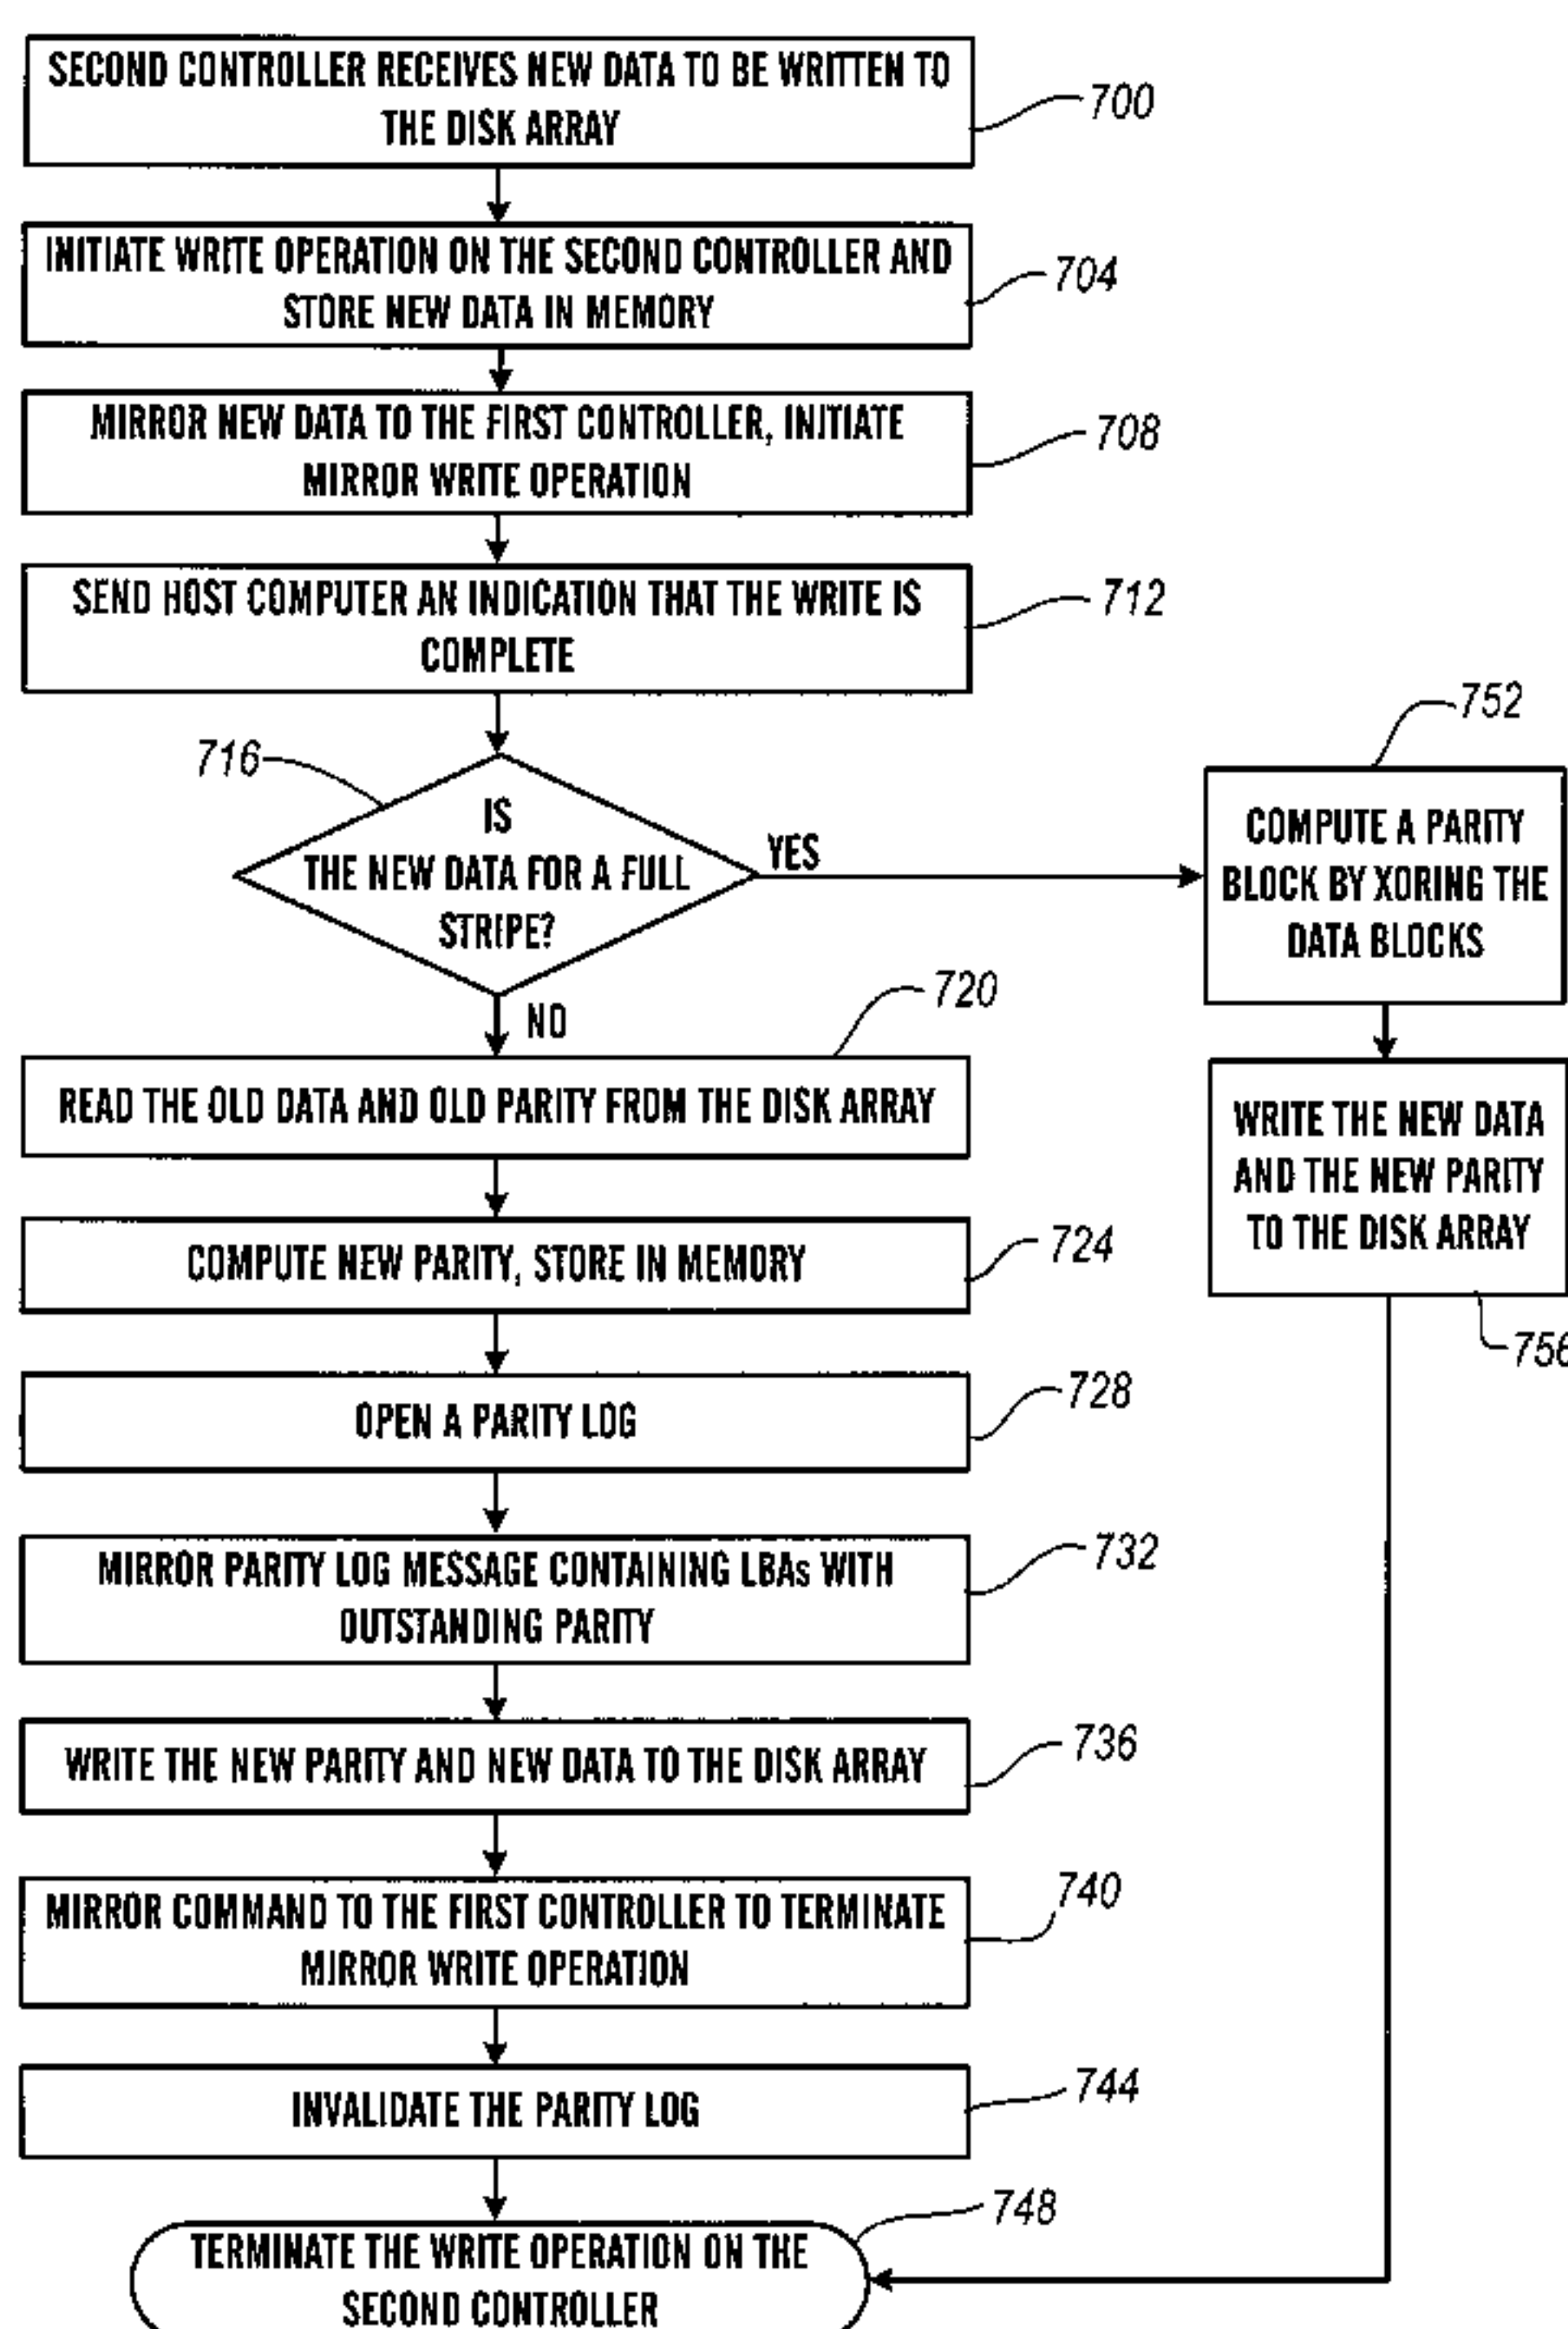 SECOND CONTROLLER RECEIVES NEW DATA TO BE WRITTEN TO
THE DISK ARRAY
700
INITIATE WRITE OPERATION ON THE SECOND CONTROLLER AND
STORE NEW DATA IN MEMORY
704
MIRROR NEW DATA TO THE FIRST CONTROLLER, INITIATE
MIRROR WRITE OPERATION
708
SEND HOST COMPUTER AN INDICATION THAT THE WRITE IS
COMPLETE
712
716
IS
THE NEW DATA FOR A FULL
STRIPE?
YES
NO
752
COMPUTE A PARITY
BLOCK BY XORING THE
DATA BLOCKS
WRITE THE NEW DATA
AND THE NEW PARITY
TO THE DISK ARRAY
756
720
READ THE OLD DATA AND OLD PARITY FROM THE DISK ARRAY
COMPUTE NEW PARITY, STORE IN MEMORY
724
OPEN A PARITY LOG
728
MIRROR PARITY LOG MESSAGE CONTAINING LBAs WITH
OUTSTANDING PARITY
732
WRITE THE NEW PARITY AND NEW DATA TO THE DISK ARRAY
736
MIRROR COMMAND TO THE FIRST CONTROLLER TO TERMINATE
MIRROR WRITE OPERATION
740
INVALIDATE THE PARITY LOG
744
TERMINATE THE WRITE OPERATION ON THE
SECOND CONTROLLER
748